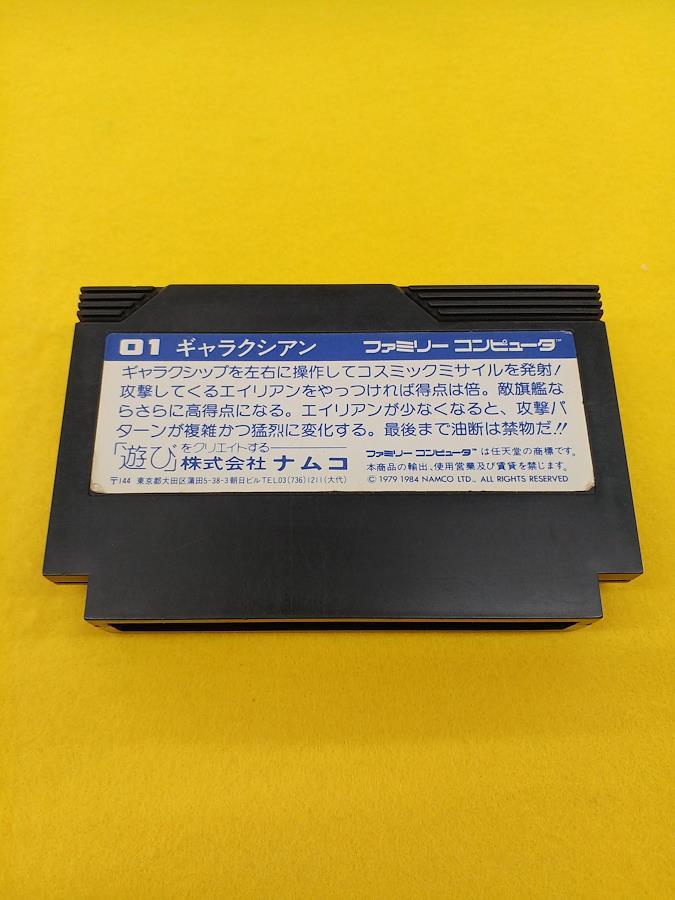 01 ギャラクシアン ファミリー コンピュータ™
ギャラクシップを左右に操作してコスミックミサイルを発射!
攻撃してくるエイリアンをやっつければ得点は倍。敵旗艦な
らさらに高得点になる。エイリアンが少なくなると、攻撃パ
ターンが複雑かつ猛烈に変化する。最後まで油断は禁物だ!!
「遊び」をクリエイトする
株式会社 ナムコ
〒144 東京都大田区蒲田5-38-3朝日ビルTEL03(736)1211(大代)
ファミリー コンピュータ™は任天堂の商標です。
本商品の輸出、使用営業及び賃貸を禁じます。
© 1979 1984 NAMCO LTD., ALL RIGHTS RESERVED